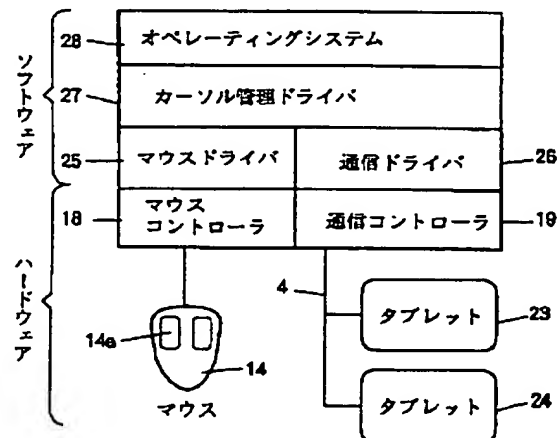 28
オペレーティングシステム
ソフトウェア
27
カーソル管理ドライバ
25
マウスドライバ
通信ドライバ
26
18
マウス
コントローラ
通信コントローラ
19
ハードウェア
4
タブレット
23
14a
14
マウス
タブレット
24